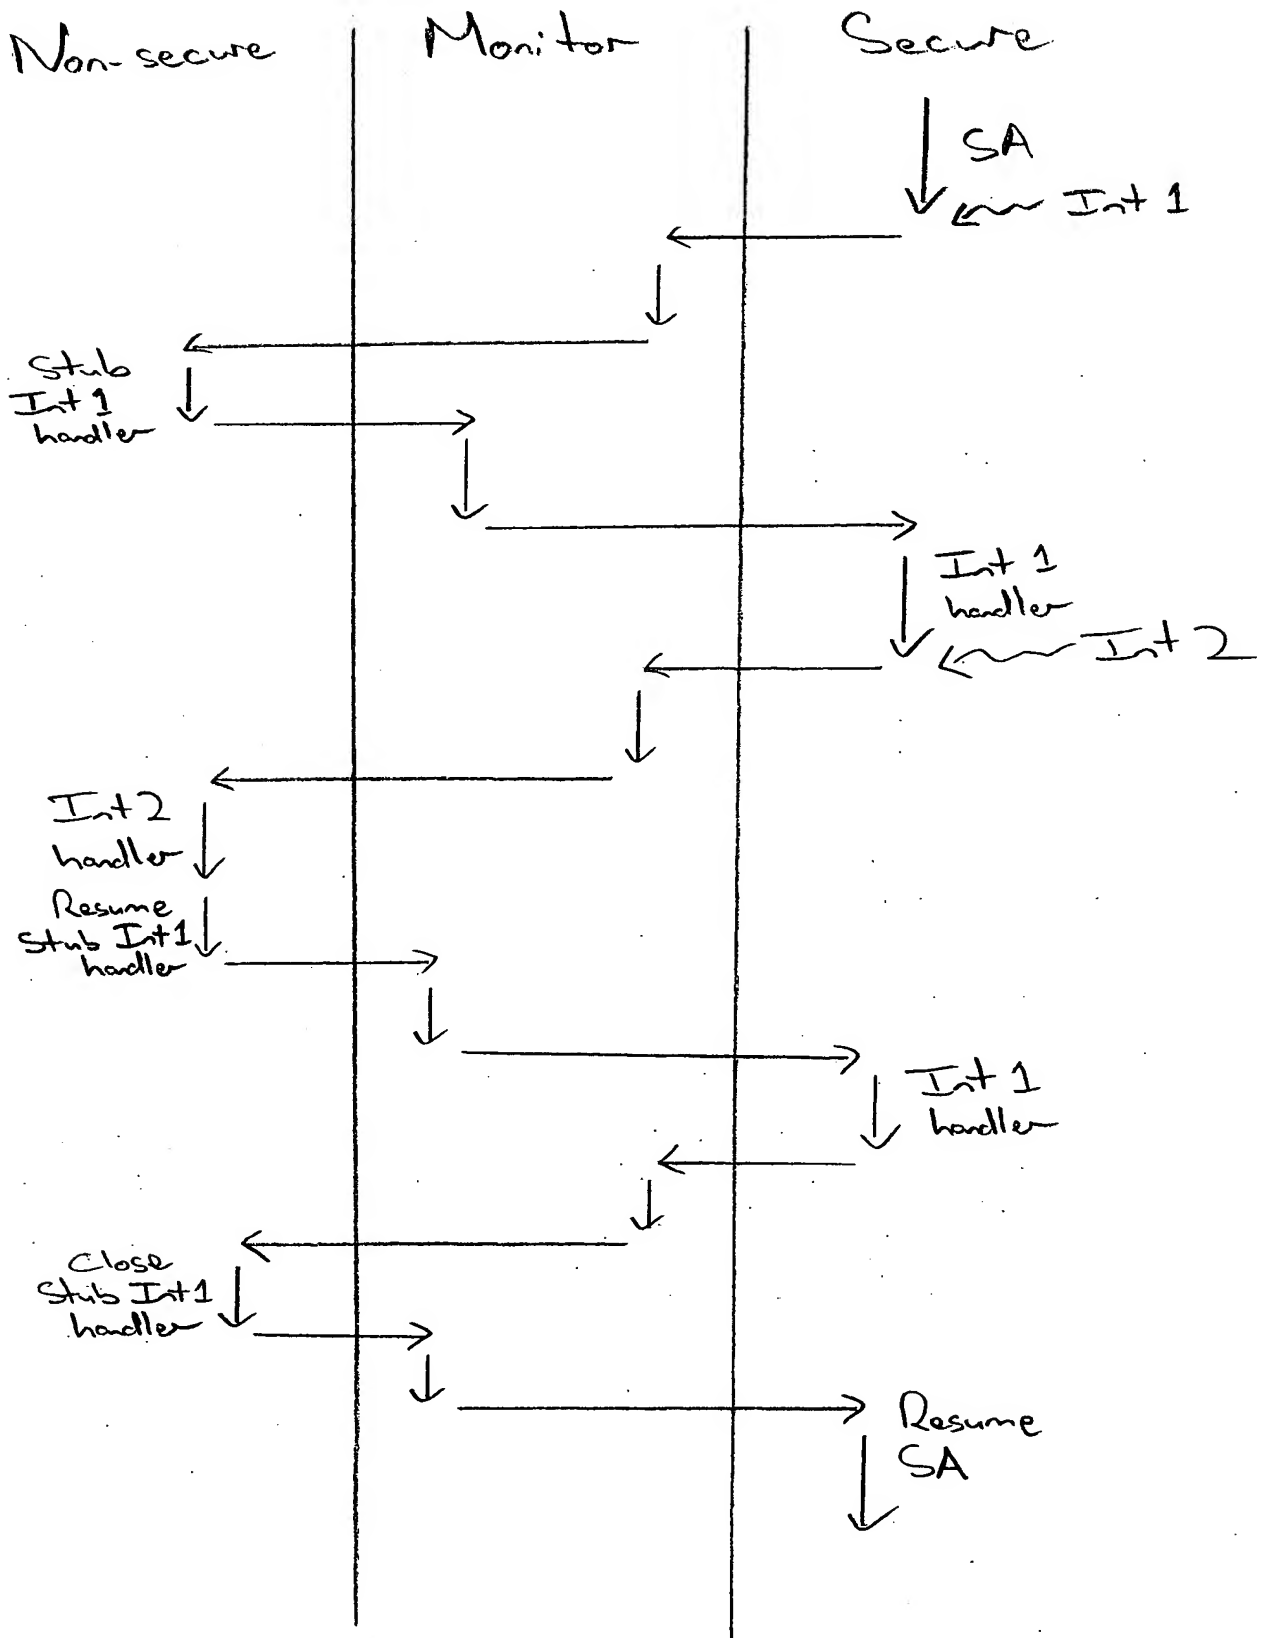 Non-secure
Monitor
Secure
SA
Int 1
Stub
Int 1
handler
Int 1
handler
Int 2
Int 2
handler
Resume
Stub Int 1
handler
Int 1
handler
Close
Stub Int 1
handler
Resume
SA